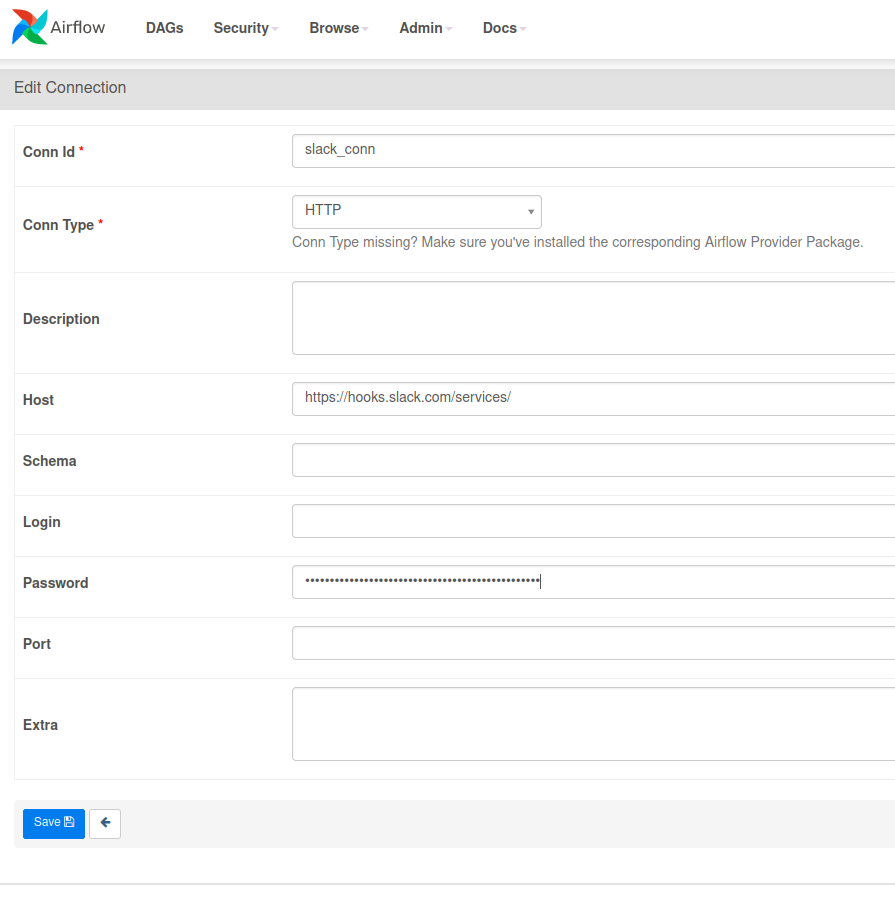 Airflow DAGs Security Browse Admin Docs
Edit Connection
Conn Id * slack_conn
Conn Type * HTTP
Conn Type missing? Make sure you've installed the corresponding Airflow Provider Package.
Description
Host https://hooks.slack.com/services/
Schema
Login
Password
Port
Extra
Save